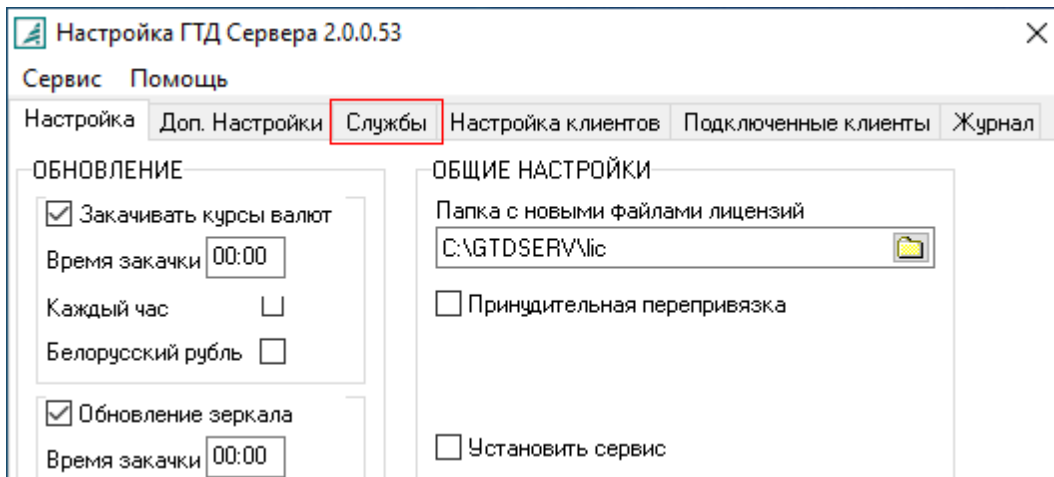 Настройка ГТД Сервера 2.0.0.53
Сервис Помощь
Настройка Доп. Настройки Службы Настройка клиентов Подключенные клиенты Журнал
ОБНОВЛЕНИЕ
Закачивать курсы валют
Время закачки 00:00
Каждый час
Белорусский рубль
Обновление зеркала
Время закачки 00:00
ОБЩИЕ НАСТРОЙКИ
Папка с новыми файлами лицензий
C:\GTDSERV\lic
Принудительная перепривязка
Установить сервис